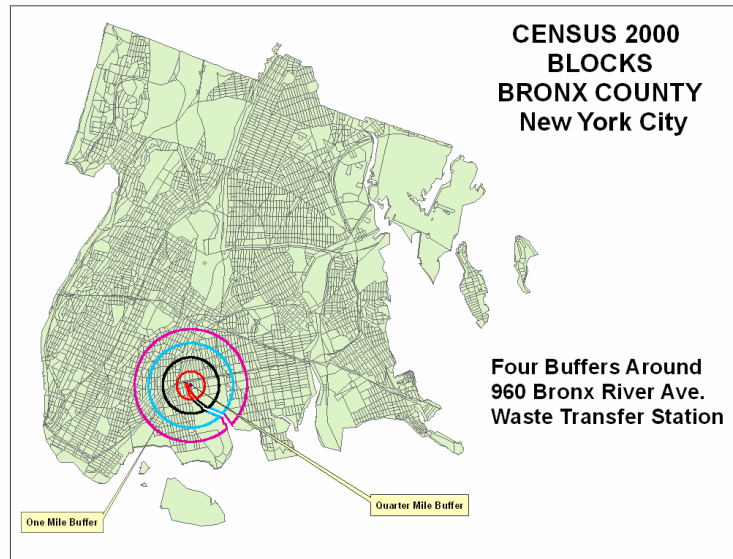 CENSUS 2000
BLOCKS
BRONX COUNTY
New York City
Four Buffers Around
960 Bronx River Ave.
Waste Transfer Station
Quarter Mile Buffer
One Mile Buffer